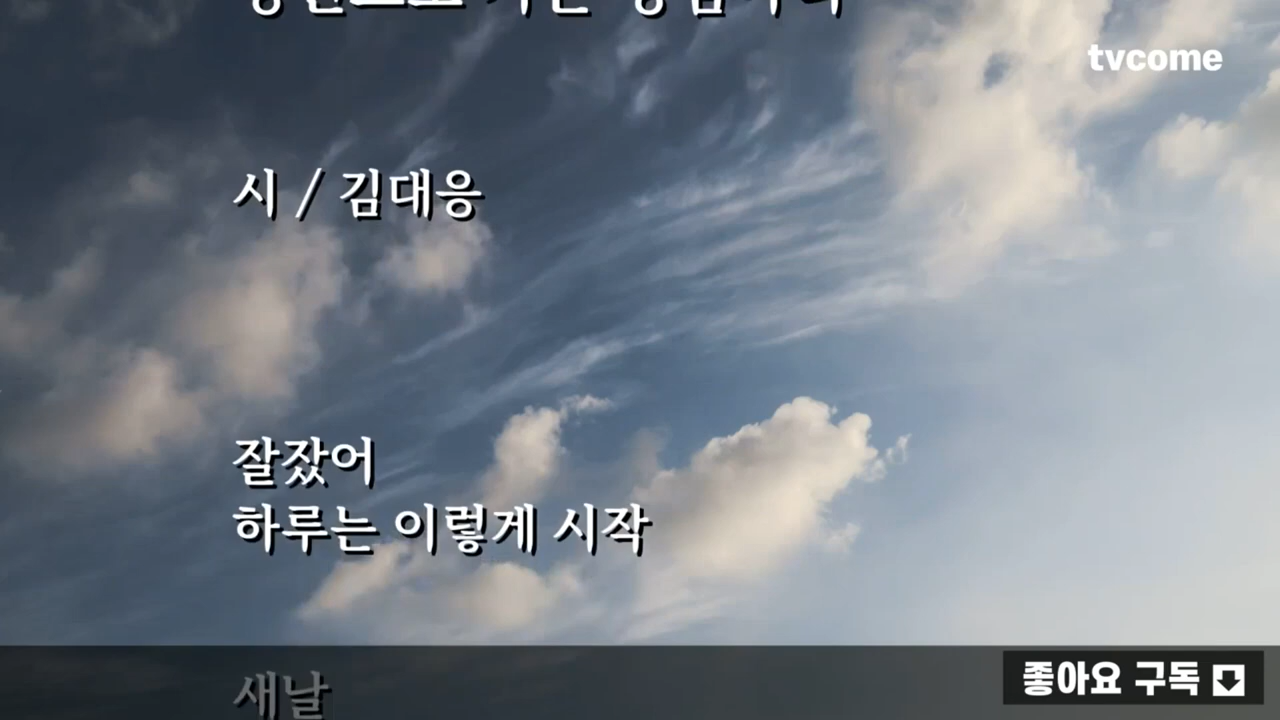 tvcome
시 / 김대응
잘잤어
하루는 이렇게 시작
새날
좋아요 구독